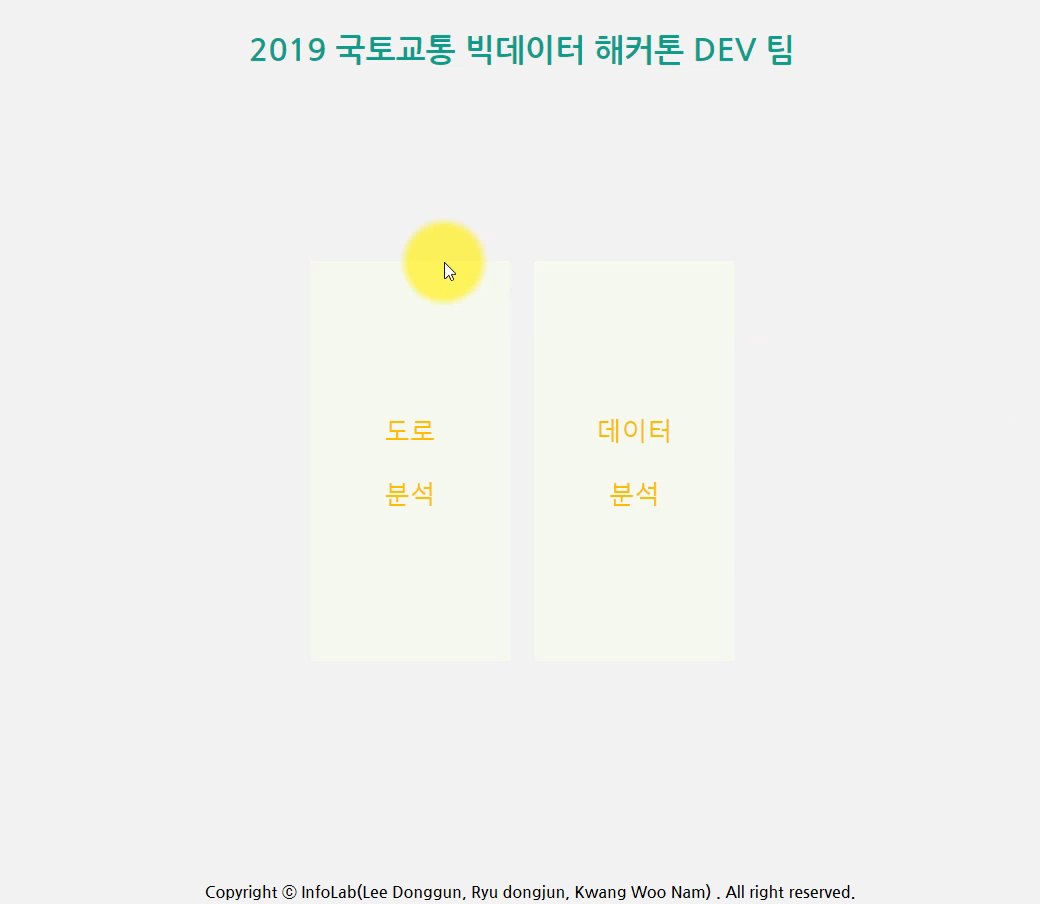 2019 국토교통 빅데이터 해커톤 DEV 팀
도로
분석
데이터
분석
Copyright ⓒ InfoLab(Lee Donggun, Ryu dongjun, Kwang Woo Nam) . All right reserved.